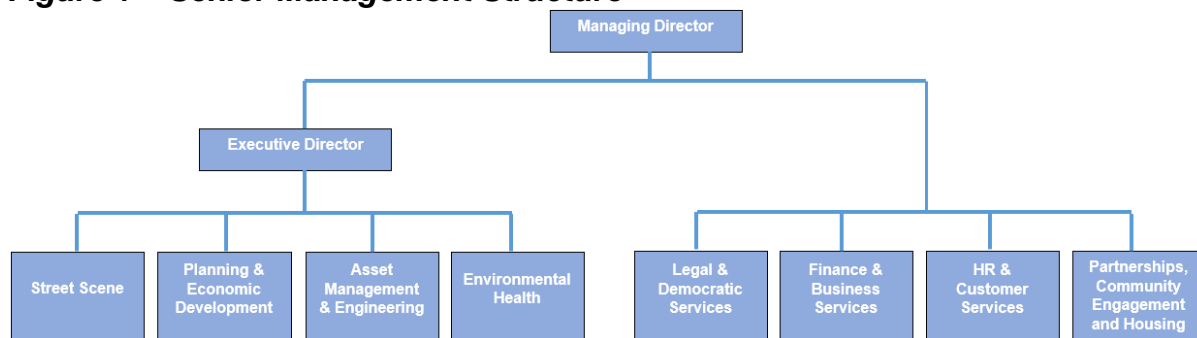 Managing Director
Executive Director
Street Scene
Planning &
Economic
Development
Asset
Management
& Engineering
Environmental
Health
Legal &
Democratic
Services
Finance &
Business
Services
HR &
Customer
Services
Partnerships,
Community
Engagement
and Housing